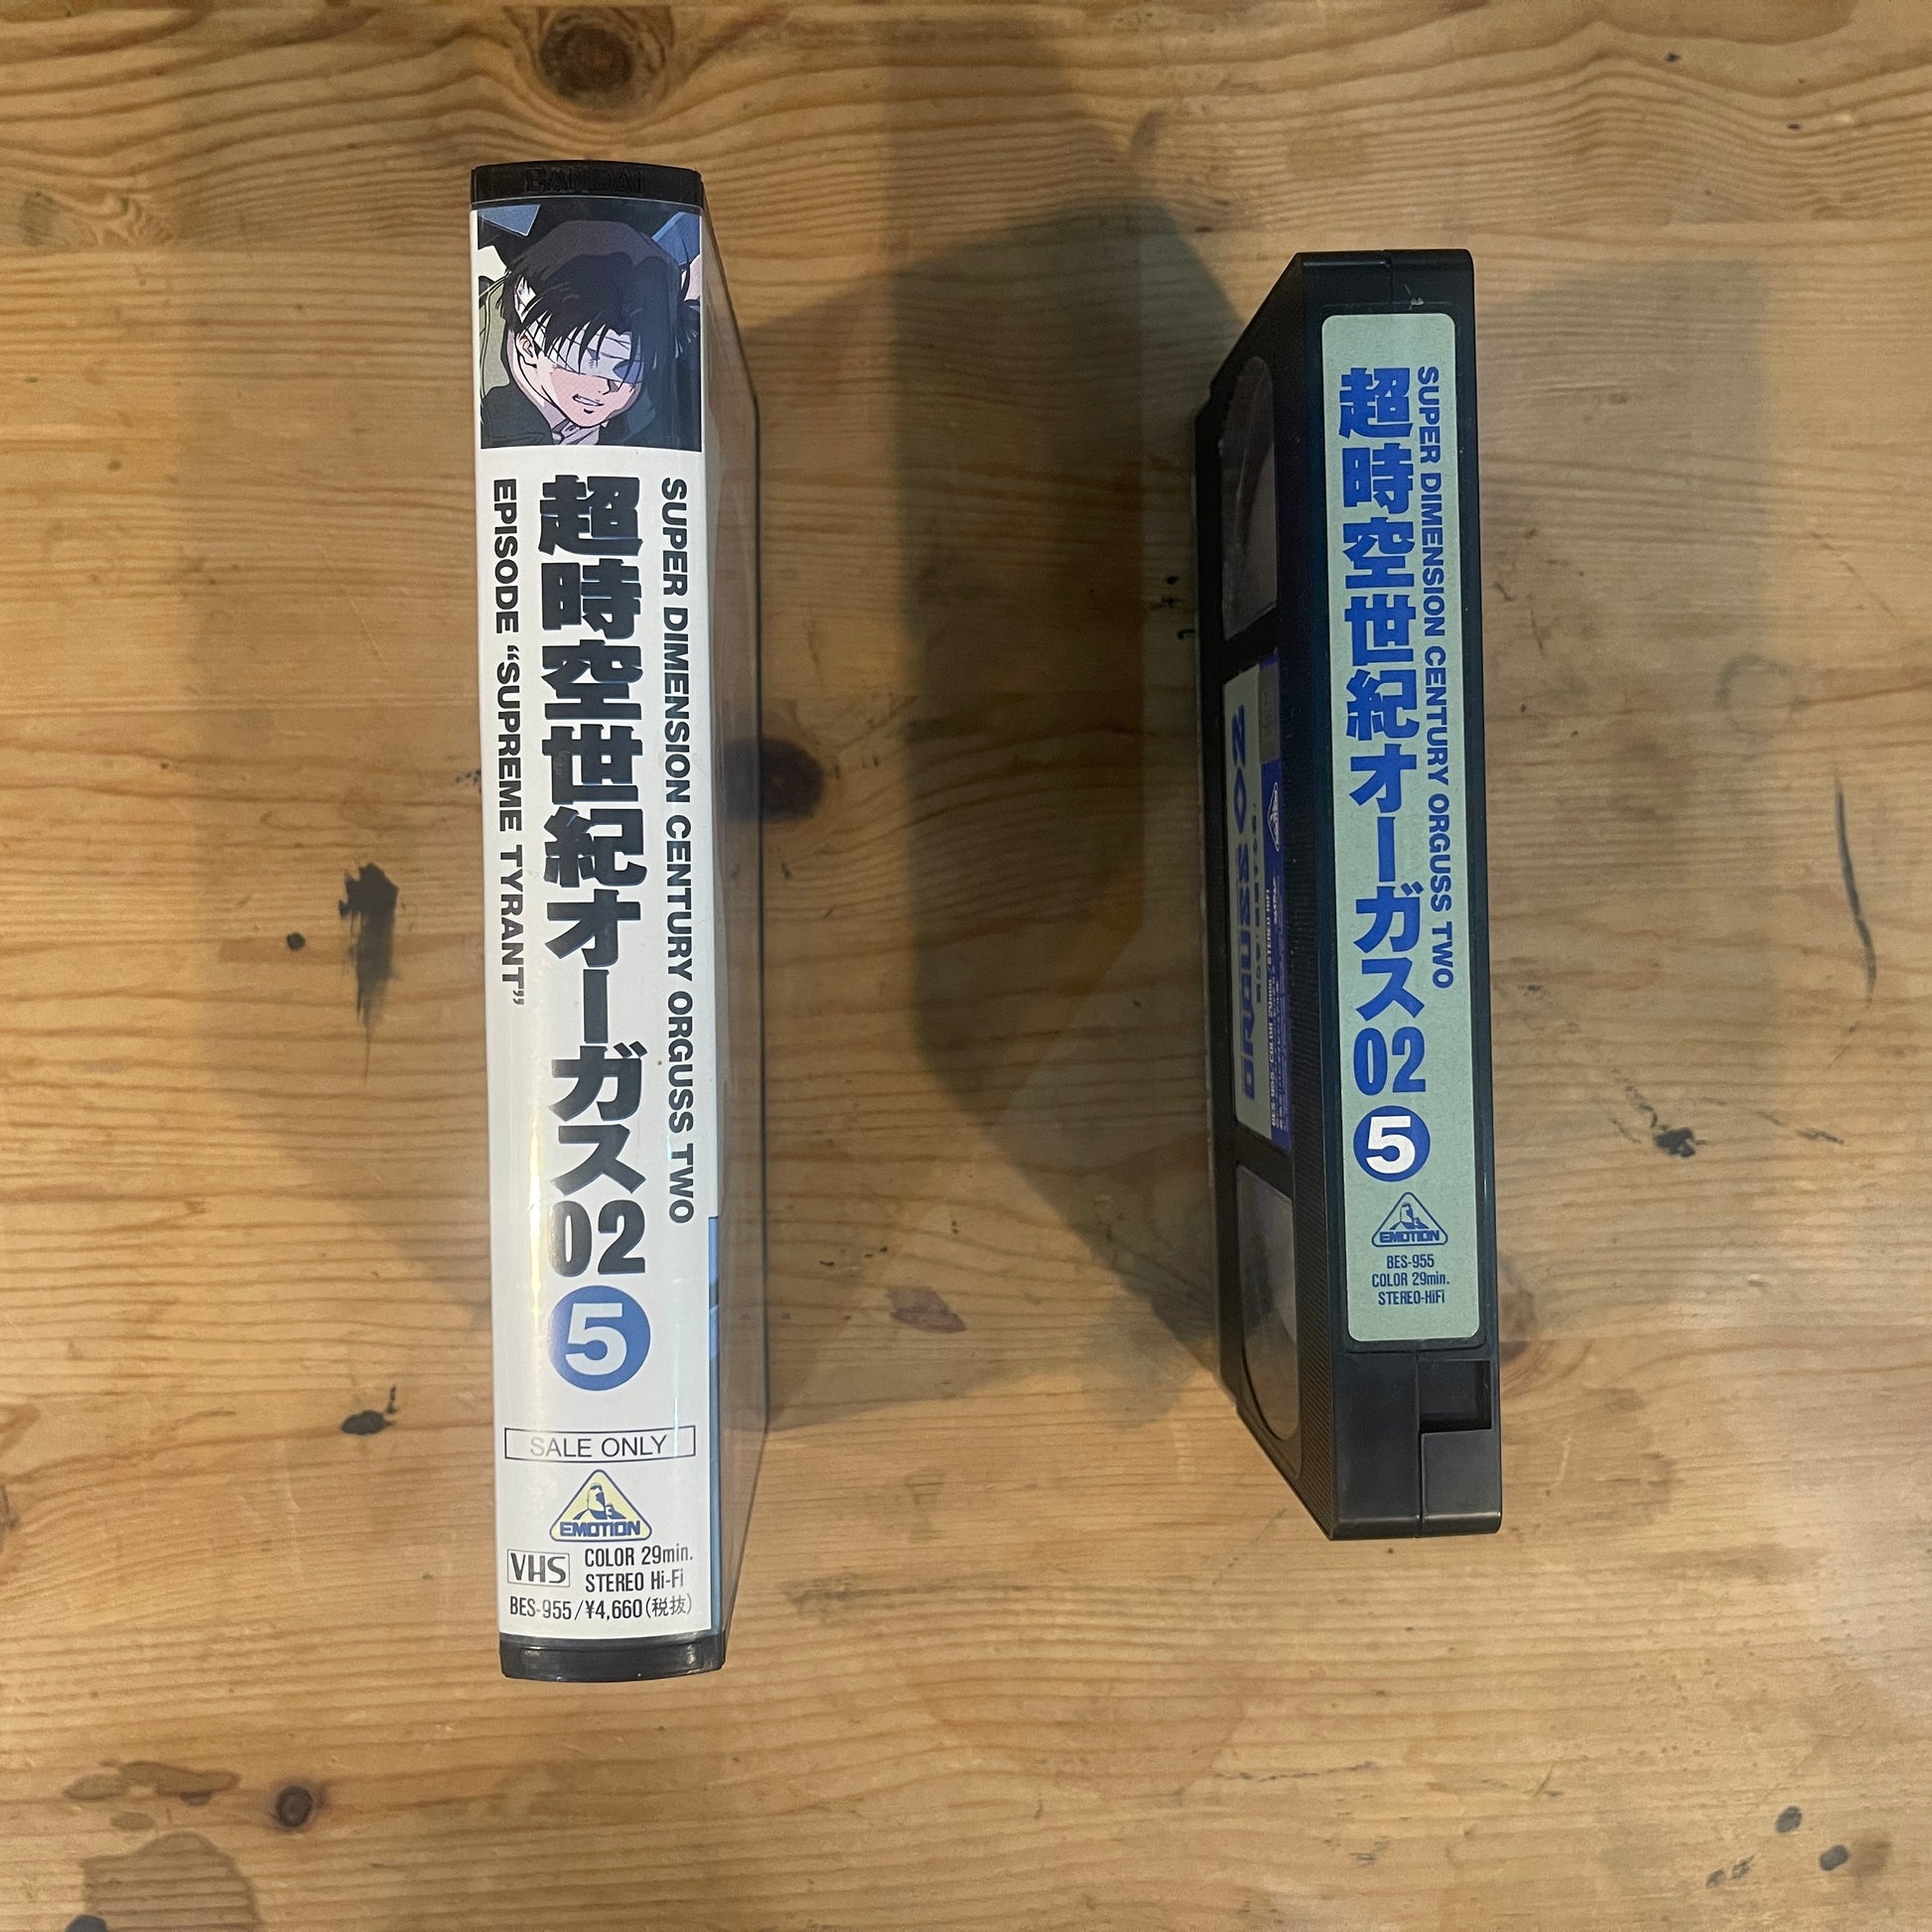 BANDAI
SUPER DIMENSION CENTURY ORGUSS TWO
超時空世紀オーガス02
5
EPISODE “SUPREME TYRANT”
SALE ONLY
EMOTION
VHS
COLOR 29min.
STEREO Hi-Fi
BES-955/¥4,660(税抜)
SUPER DIMENSION CENTURY ORGUSS TWO
超時空世紀オーガス02
5
EMOTION
BES-955
COLOR 29min.
STEREO-HiFi
ORGUSS 02